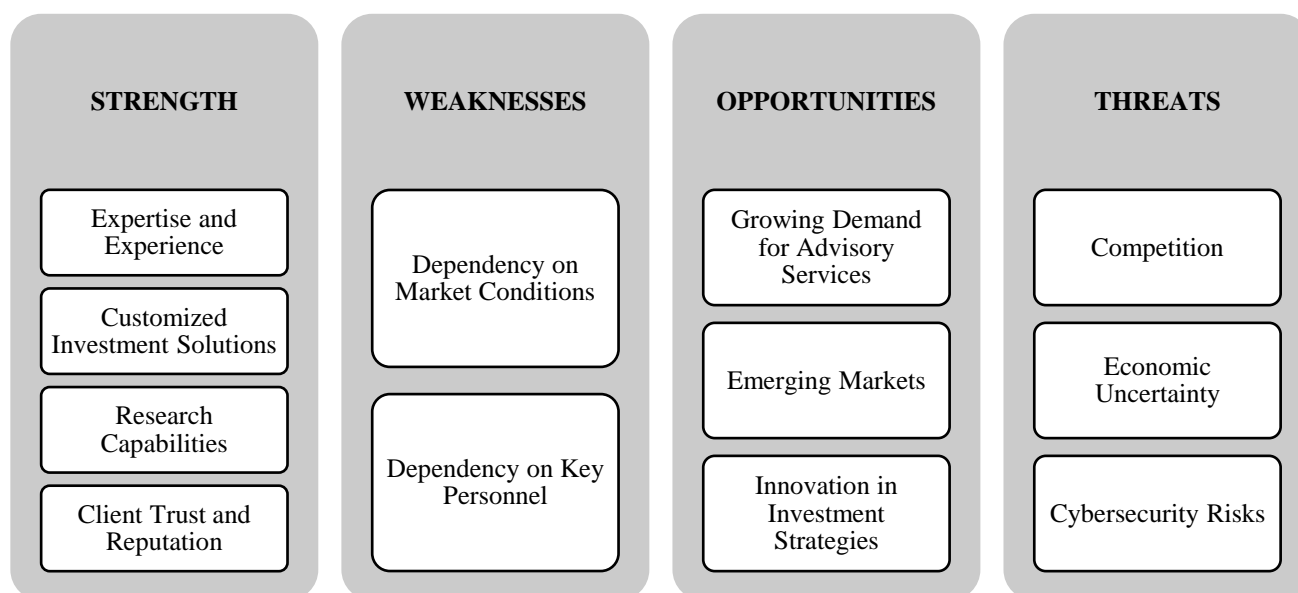 STRENGTH
Expertise and
Experience
Customized
Investment Solutions
Research
Capabilities
Client Trust and
Reputation
WEAKNESSES
Dependency on
Market Conditions
Dependency on Key
Personnel
OPPORTUNITIES
Growing Demand
for Advisory
Services
Emerging Markets
Innovation in
Investment
Strategies
THREATS
Competition
Economic
Uncertainty
Cybersecurity Risks